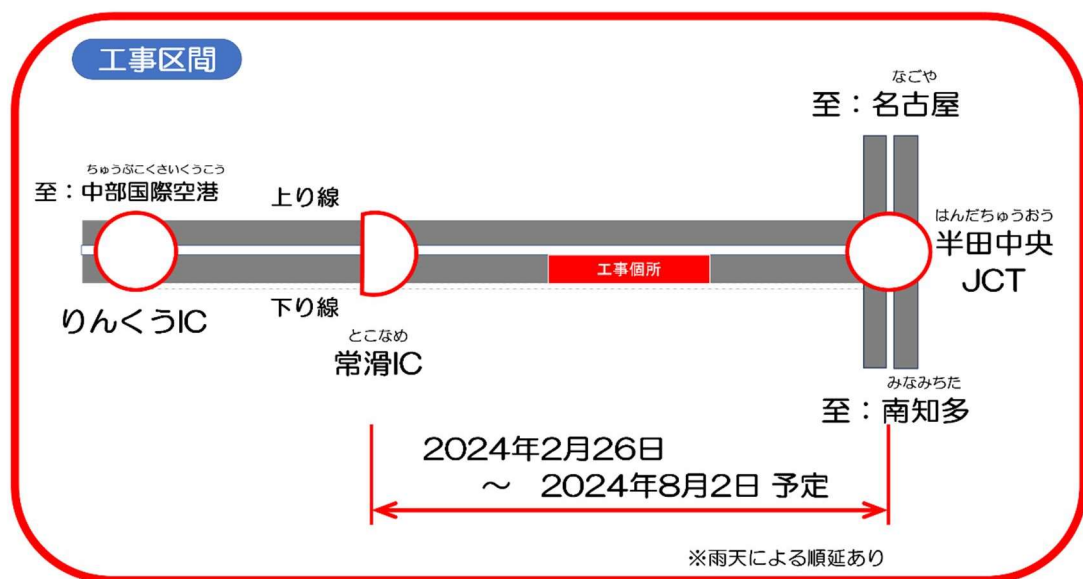 工事区間
なごや
至：名古屋
ちゅうぶこくさいくうこう
至：中部国際空港
上り線
はんだちゅうおう
半田中央
JCT
工事個所
りんくうIC
下り線
とこなめ
常滑IC
みなみちた
至：南知多
2024年2月26日
～ 2024年8月2日 予定
※雨天による順延あり